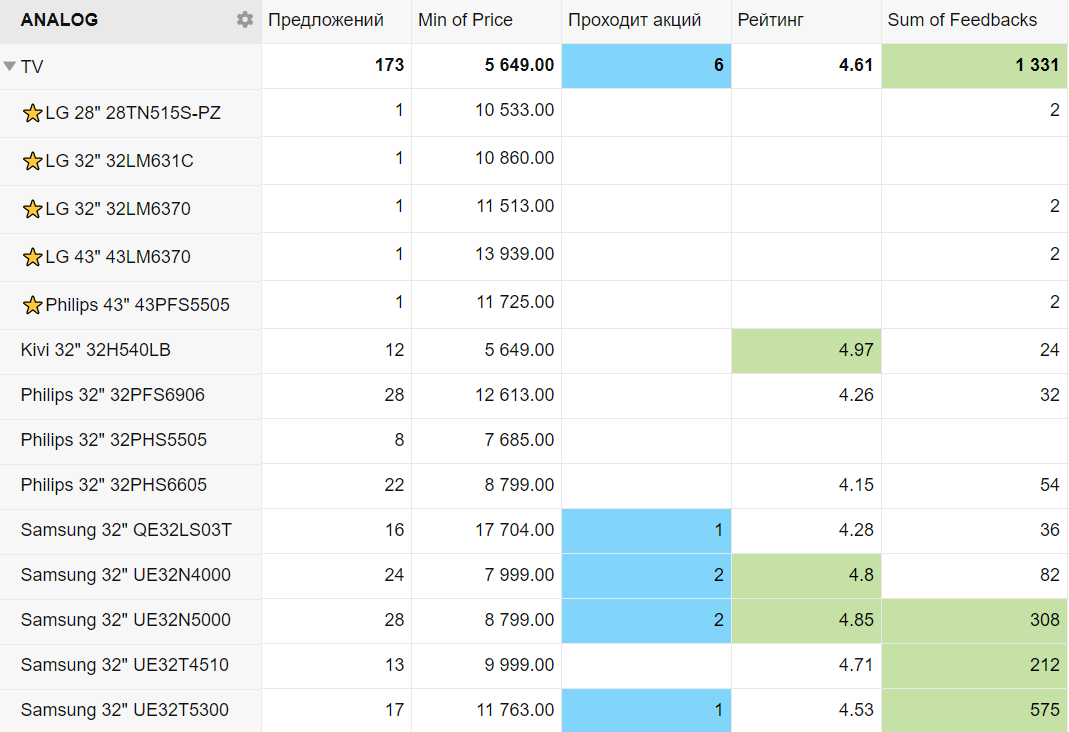 ANALOG Предложений Min of Price Проходит акций Рейтинг Sum of Feedbacks
TV 173 5 649.00 6 4.61 1 331
LG 28" 28TN515S-PZ 1 10 533.00 2
LG 32" 32LM631C 1 10 860.00
LG 32" 32LM6370 1 11 513.00 2
LG 43" 43LM6370 1 13 939.00 2
Philips 43" 43PFS5505 1 11 725.00 2
Kivi 32" 32H540LB 12 5 649.00 4.97 24
Philips 32" 32PFS6906 28 12 613.00 4.26 32
Philips 32" 32PHS5505 8 7 685.00
Philips 32" 32PHS6605 22 8 799.00 4.15 54
Samsung 32" QE32LS03T 16 17 704.00 1 4.28 36
Samsung 32" UE32N4000 24 7 999.00 2 4.8 82
Samsung 32" UE32N5000 28 8 799.00 2 4.85 308
Samsung 32" UE32T4510 13 9 999.00 4.71 212
Samsung 32" UE32T5300 17 11 763.00 1 4.53 575